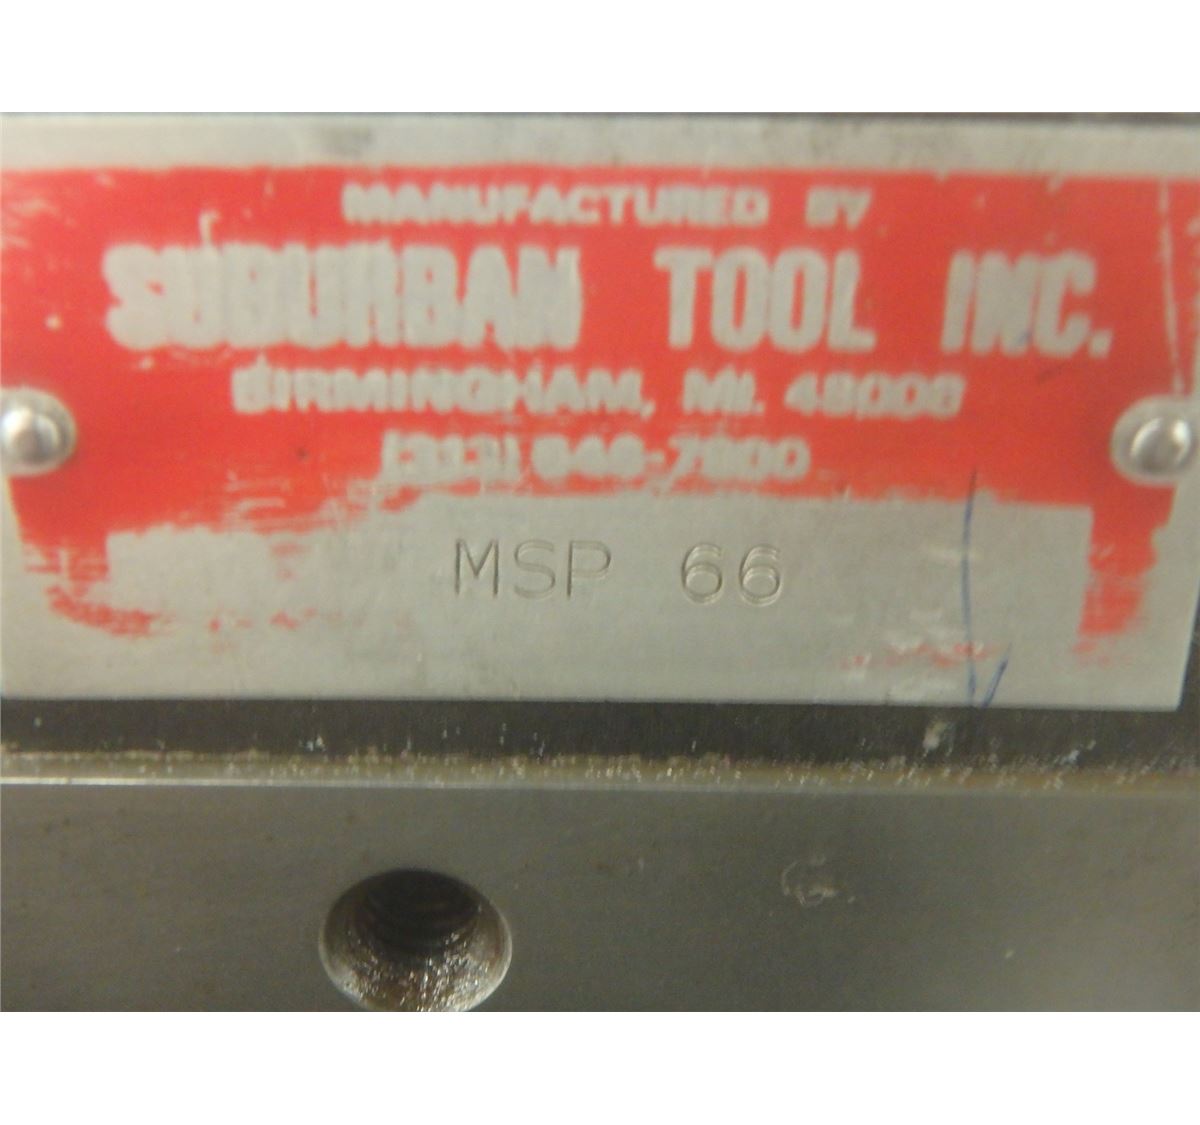 MANUFACTURED BY
SUBURBAN TOOL INC.
BIRMINGHAM, MI. 48008
(313) 646-7900
MSP 66